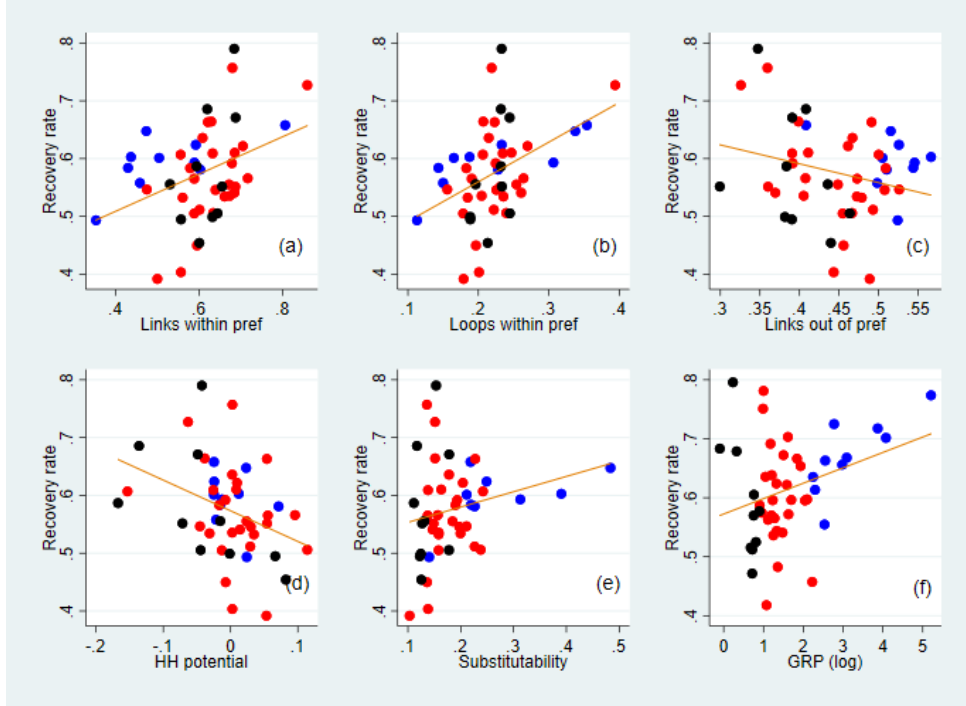 Recovery rate
.8
.7
.6
.5
.4
(a)
.4 .6 .8
Links within pref
Recovery rate
.8
.7
.6
.5
.4
(b)
.1 .2 .3 .4
Loops within pref
Recovery rate
.8
.7
.6
.5
.4
(c)
.3 .35 .4 .45 .5 .55
Links out of pref
Recovery rate
.8
.7
.6
.5
.4
(d)
-.2 -.1 0 .1
HH potential
Recovery rate
.8
.7
.6
.5
.4
(e)
.1 .2 .3 .4 .5
Substitutability
Recovery rate
.8
.7
.6
.5
.4
(f)
0 1 2 3 4 5
GRP (log)